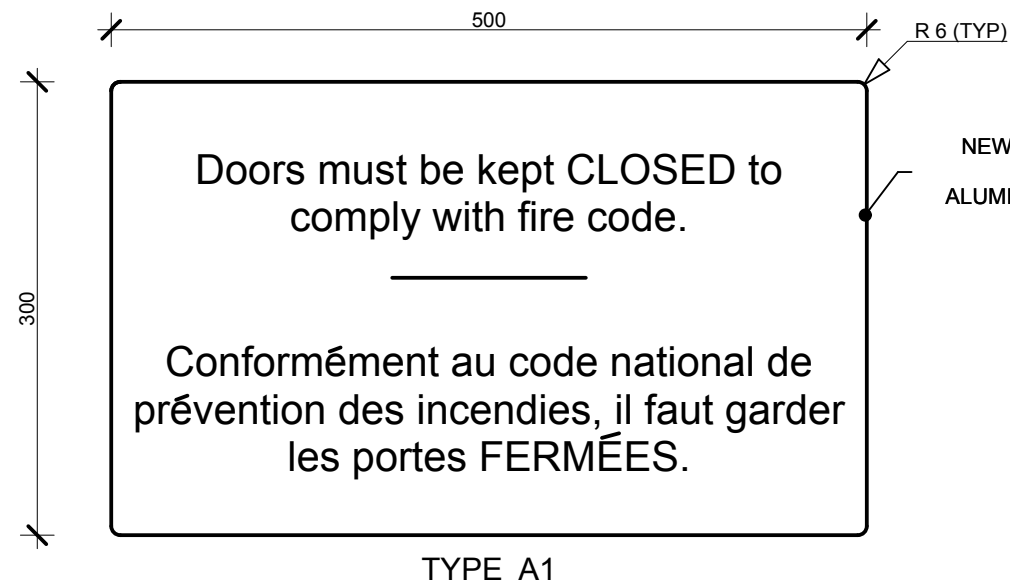 500
R 6 (TYP)
NEW
Doors must be kept CLOSED to
comply with fire code.
300
Conformément au code national de
prévention des incendies, il faut garder
les portes FERMÉES.
TYPE A1